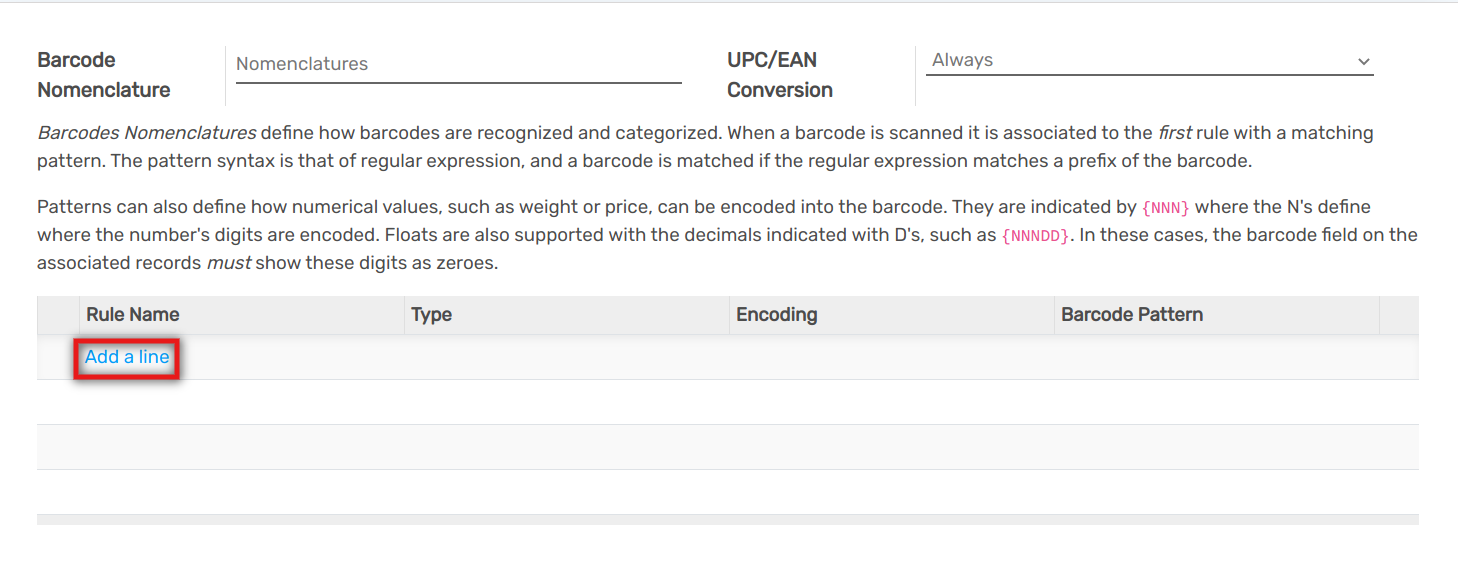 Barcode Nomenclature
Nomenclatures
UPC/EAN Conversion
Always
Barcodes Nomenclatures define how barcodes are recognized and categorized. When a barcode is scanned it is associated to the first rule with a matching
pattern. The pattern syntax is that of regular expression, and a barcode is matched if the regular expression matches a prefix of the barcode.
Patterns can also define how numerical values, such as weight or price, can be encoded into the barcode. They are indicated by {NNN} where the N's define
where the number's digits are encoded. Floats are also supported with the decimals indicated with D's, such as {NNNDD}. In these cases, the barcode field on the
associated records must show these digits as zeroes.
Rule Name Type Encoding Barcode Pattern
Add a line